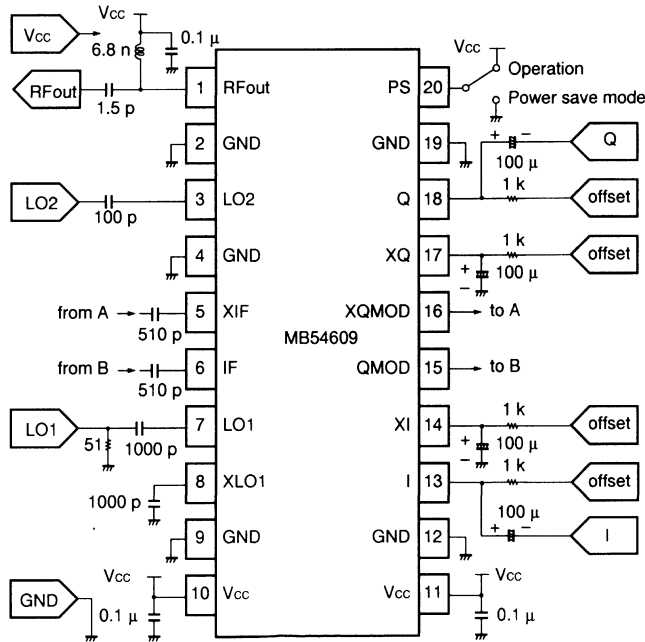 Vcc
Vcc
6.8 n
0.1 μ
RFout
1.5 p
1 RFout
PS 20
Vcc
Operation
Power save mode
2 GND
GND 19
+ −
100 μ
Q
LO2
100 p
3 LO2
Q 18
1 k
offset
4 GND
XQ 17
1 k
+
−
100 μ
offset
from A
510 p
5 XIF
XQMOD 16
to A
MB54609
from B
510 p
6 IF
QMOD 15
to B
LO1
51
1000 p
7 LO1
XI 14
1 k
+
−
100 μ
offset
1000 p
8 XLO1
I 13
1 k
offset
100 μ
+ −
I
9 GND
GND 12
GND
Vcc
0.1 μ
10 Vcc
Vcc 11
Vcc
0.1 μ